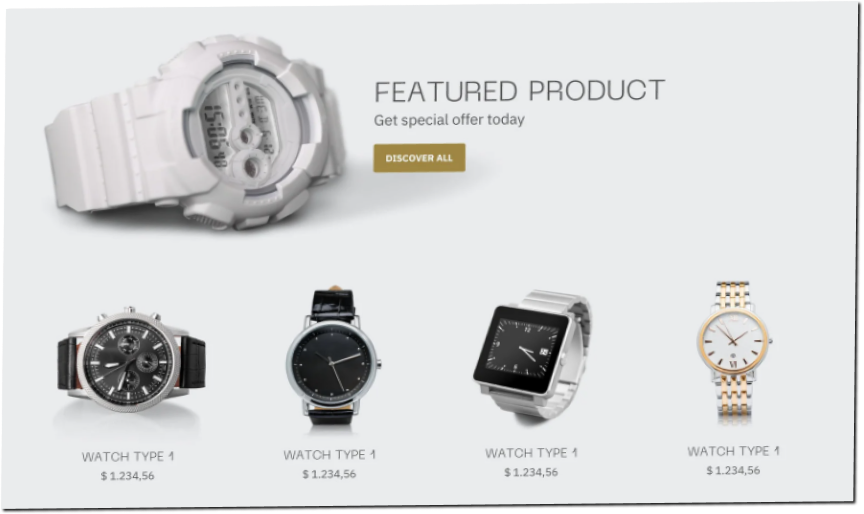 FEATURED PRODUCT
Get special offer today
DISCOVER ALL
WATCH TYPE 1
$ 1.234,56
WATCH TYPE 1
$ 1.234,56
WATCH TYPE 1
$ 1.234,56
WATCH TYPE 1
$ 1.234,56